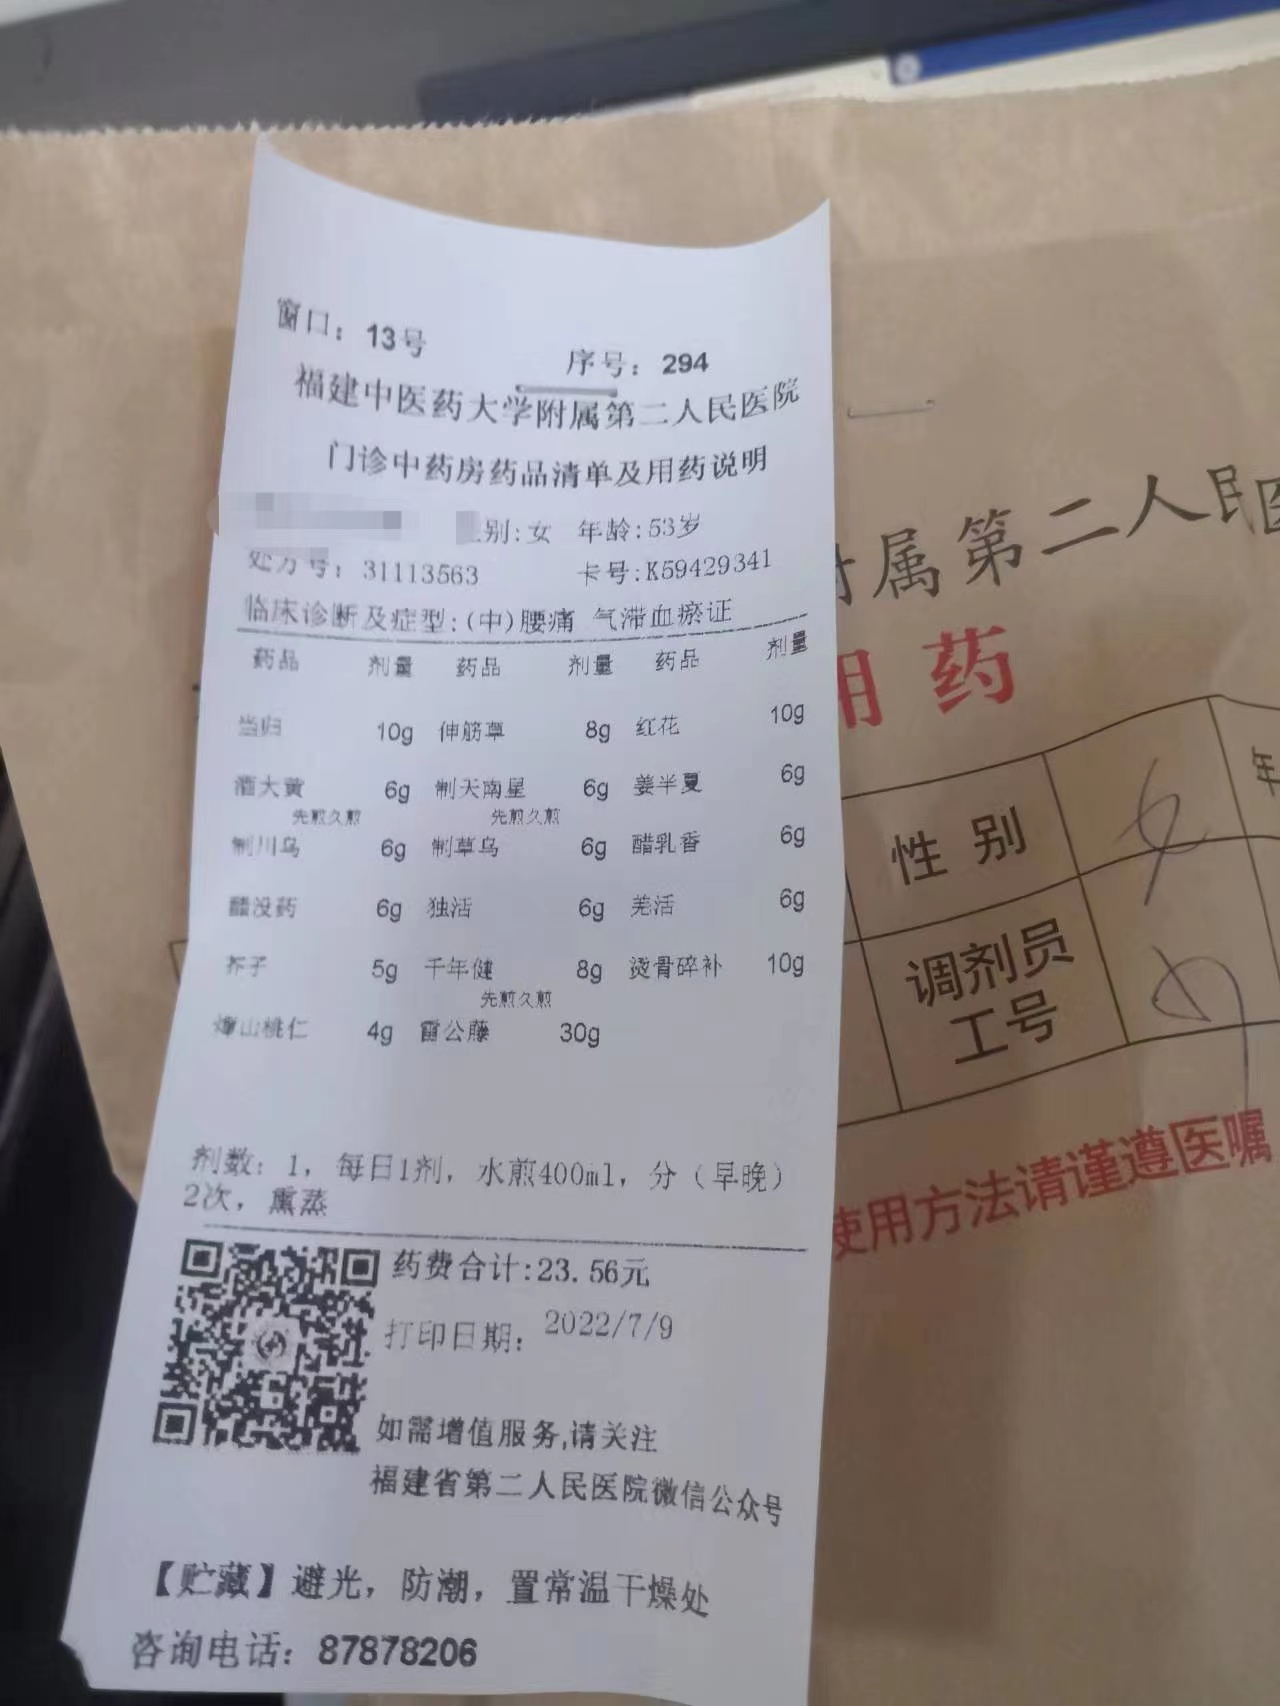 窗口：13号
序号：294
福建中医药大学附属第二人民医院
门诊中药房药品清单及用药说明
别:女 年龄:53岁
处方号：31113563 卡号:K59429341
临床诊断及症型:(中)腰痛 气滞血瘀证
药品 剂量 药品 剂量 药品 剂量
当归 10g 伸筋草 8g 红花 10g
酒大黄 6g 制天南星 6g 姜半夏 6g
先煎久煎 先煎久煎
制川乌 6g 制草乌 6g 醋乳香 6g
醋没药 6g 独活 6g 羌活 6g
芥子 5g 千年健 8g 烫骨碎补 10g
先煎久煎
燀山桃仁 4g 雷公藤 30g
剂数：1，每日1剂，水煎400ml，分（早晚）
2次，熏蒸
药费合计:23.56元
打印日期：2022/7/9
如需增值服务,请关注
福建省第二人民医院微信公众号
【贮藏】避光，防潮，置常温干燥处
咨询电话：87878206
附属第二人民医
用药
性别 女 年
调剂员
工号
使用方法请谨遵医嘱